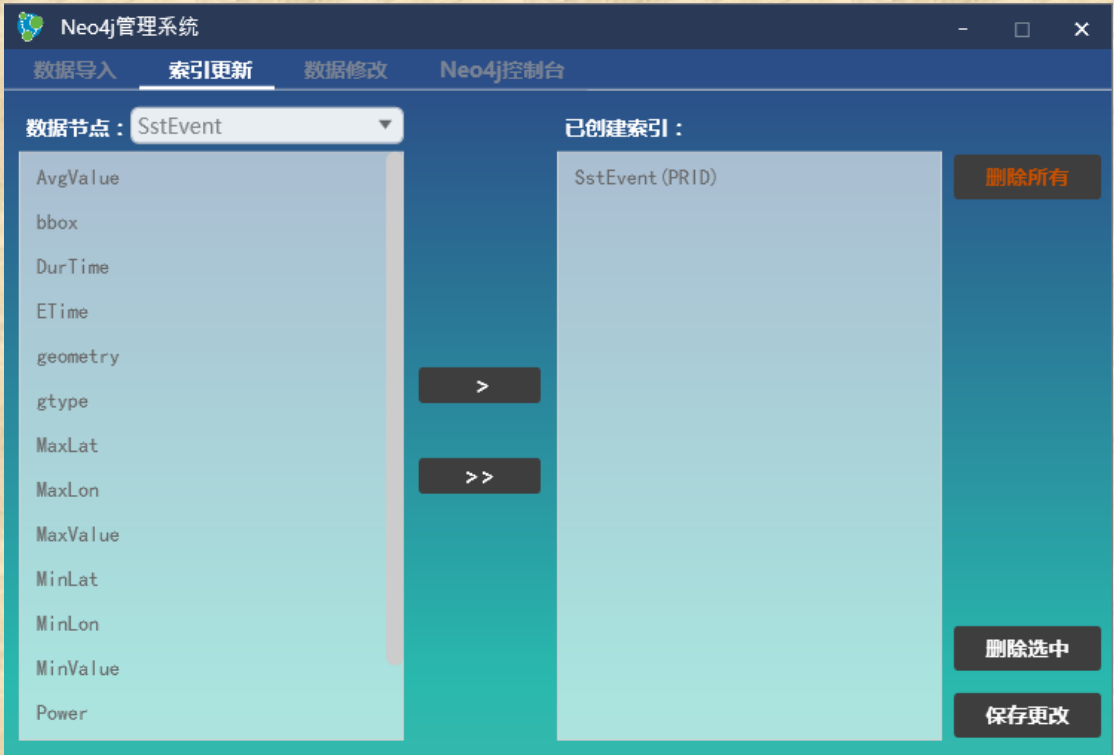 Neo4j管理系统
数据导入 索引更新 数据修改 Neo4j控制台
数据节点：SstEvent
AvgValue
bbox
DurTime
ETime
geometry
gtype
MaxLat
MaxLon
MaxValue
MinLat
MinLon
MinValue
Power
>
>>
已创建索引：
SstEvent(PRID)
删除所有
删除选中
保存更改